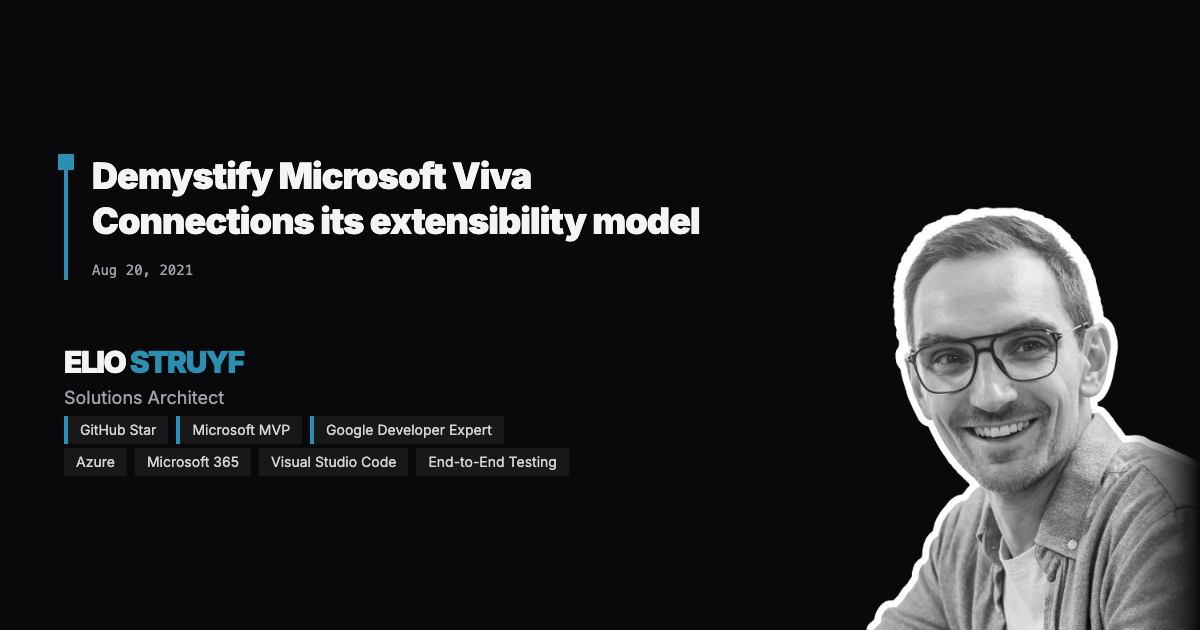 Demystify Microsoft Viva
Connections its extensibility model
Aug 20, 2021
ELIO STRUYF
Solutions Architect
GitHub Star Microsoft MVP Google Developer Expert
Azure Microsoft 365 Visual Studio Code End-to-End Testing